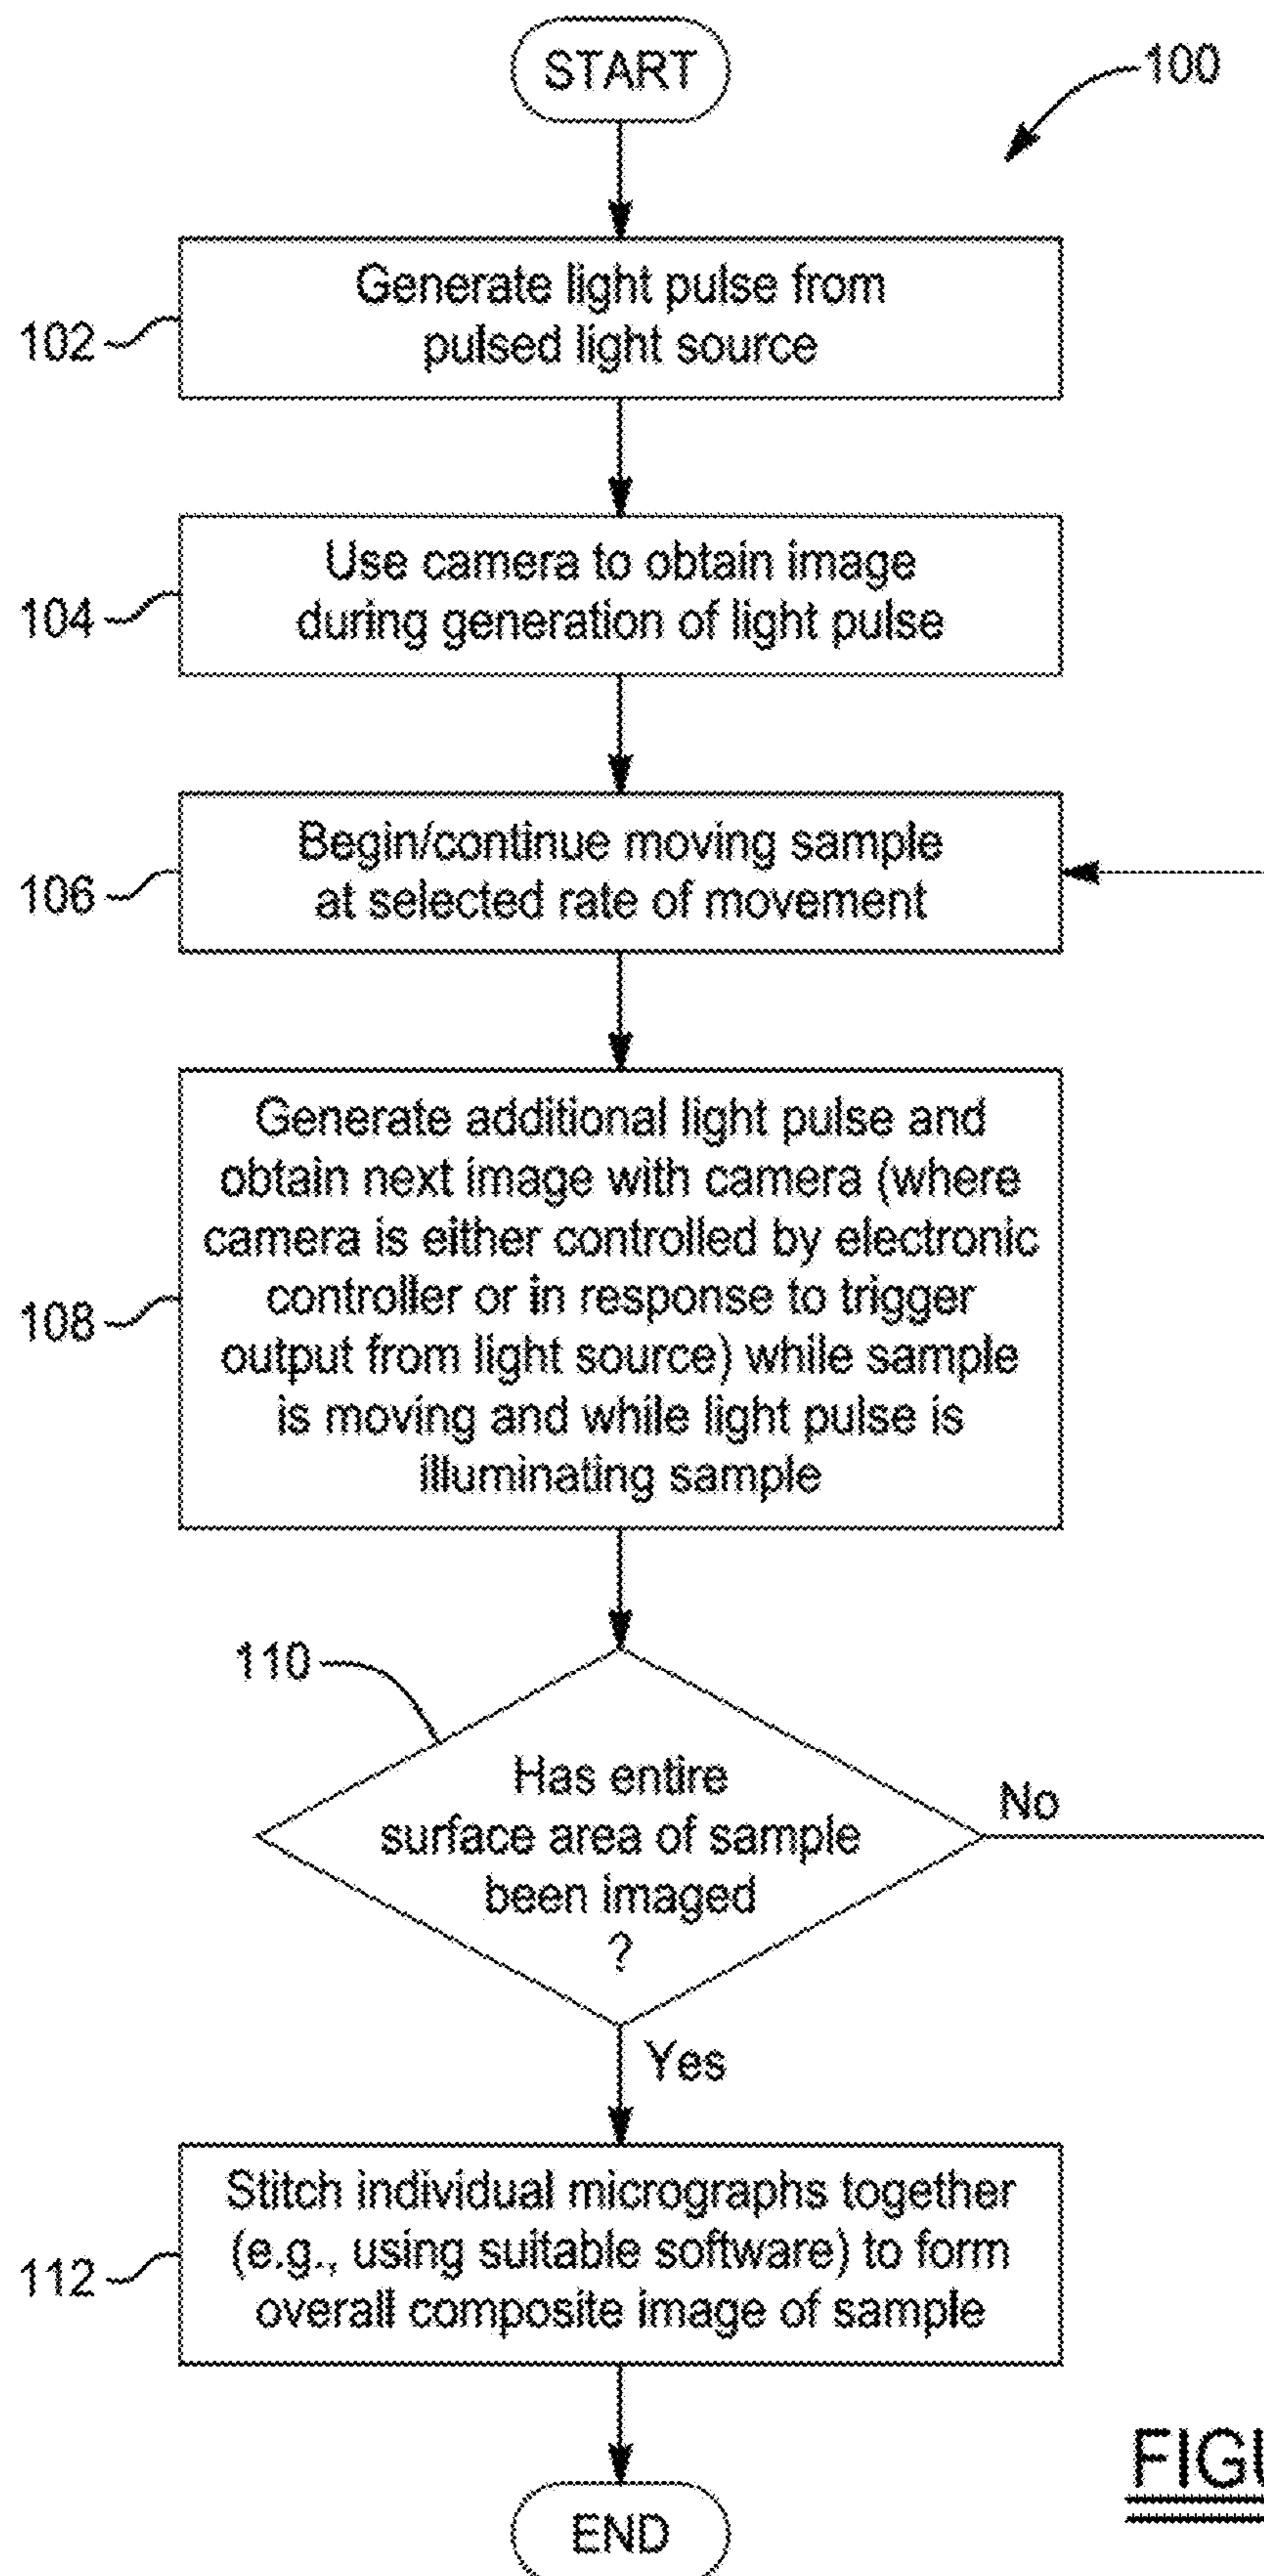 START
100
Generate light pulse from
pulsed light source
102
Use camera to obtain image
during generation of light pulse
104
Begin/continue moving sample
at selected rate of movement
106
Generate additional light pulse and
obtain next image with camera (where
camera is either controlled by electronic
controller or in response to trigger
output from light source) while sample
is moving and while light pulse is
illuminating sample
108
110
Has entire
surface area of sample
been imaged
?
No
Yes
Stitch individual micrographs together
(e.g., using suitable software) to form
overall composite image of sample
112
END